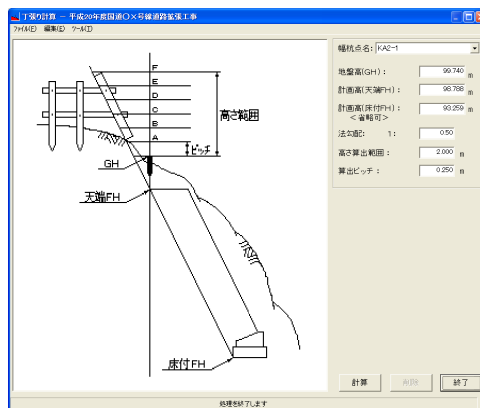 丁張り計算 － 平成20年度国道〇×号線道路拡張工事
ファイル(F) 編集(E) ツール(T)
F
E
D
C
B
A
高さ範囲
ピッチ
GH
天端FH
床付FH
幅杭点名: KA2-1
地盤高(GH): 99.740 m
計画高(天端FH): 98.766 m
計画高(床付FH): 93.259 m
＜省略可＞
法勾配: 1: 0.50
高さ算出範囲: 2.000 m
算出ピッチ: 0.250 m
計算 削除 終了
処理を終了します